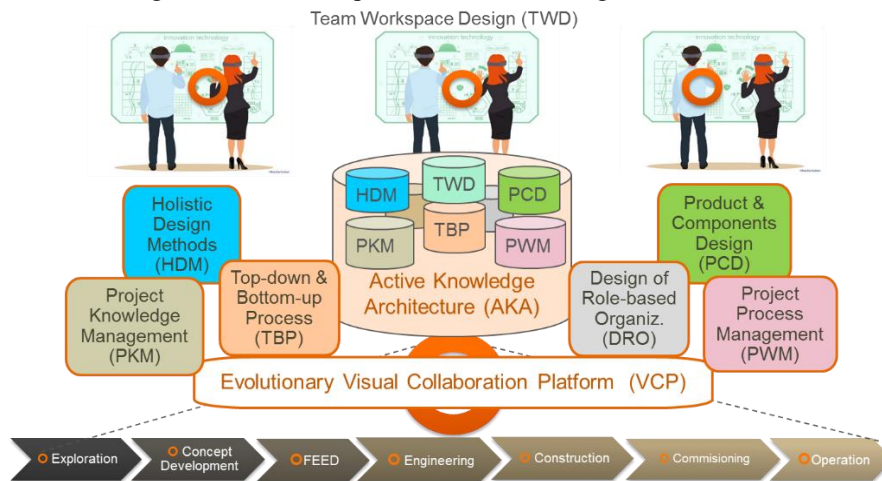 Team Workspace Design (TWD)
Innovation technology
Innovation technology
Innovation technology
HDM
TWD
PCD
PKM
TBP
PWM
Active Knowledge
Architecture (AKA)
Holistic
Design
Methods
(HDM)
Product &
Components
Design
(PCD)
Project
Knowledge
Management
(PKM)
Top-down &
Bottom-up
Process
(TBP)
Design of
Role-based
Organiz.
(DRO)
Project
Process
Management
(PWM)
Evolutionary Visual Collaboration Platform (VCP)
Exploration
Concept
Development
FEED
Engineering
Construction
Commisioning
Operation